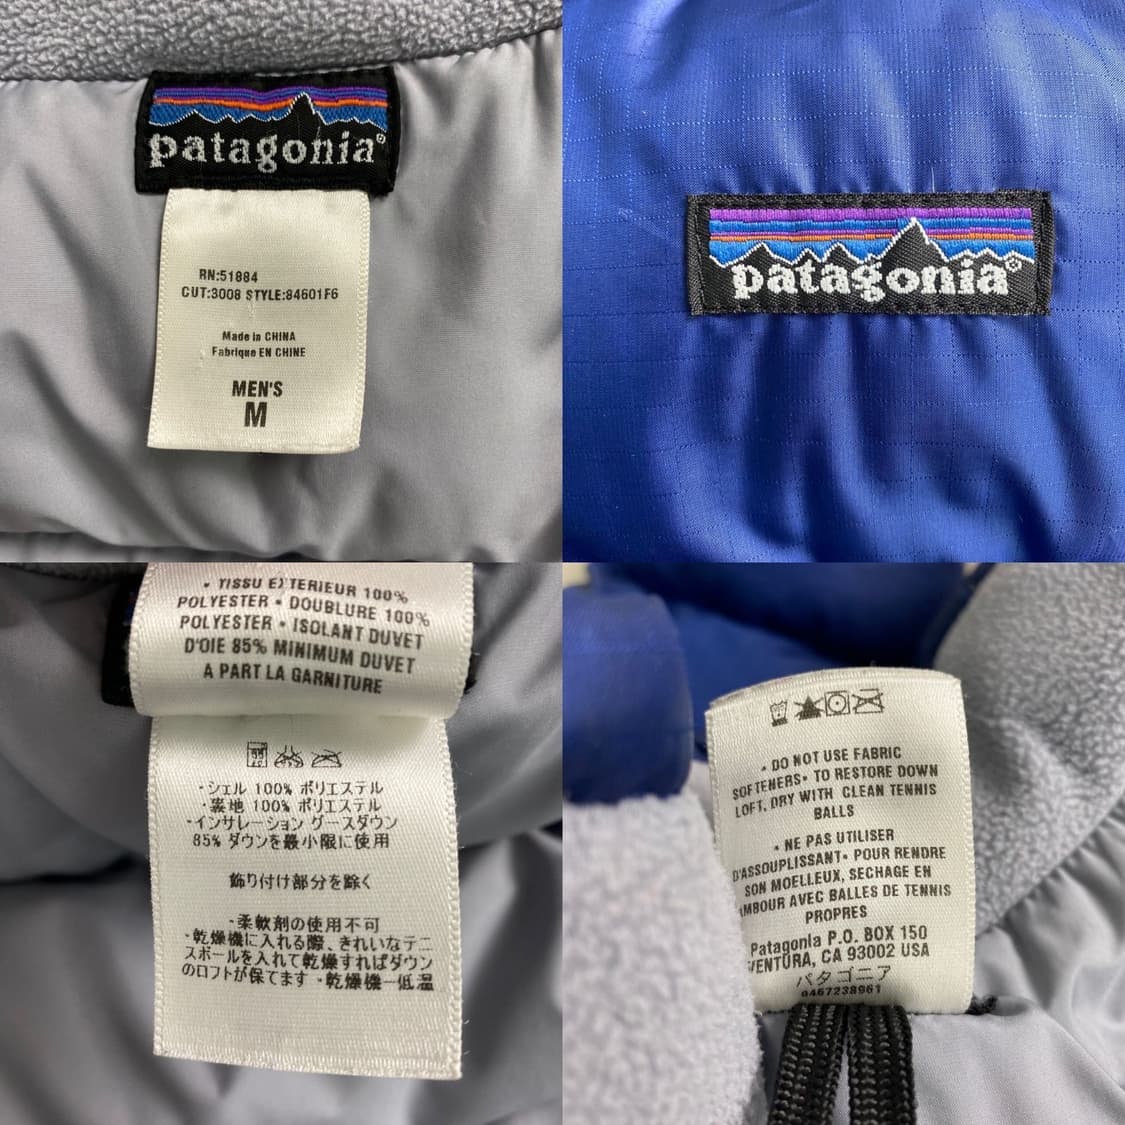 patagonia®
RN:51884
CUT:3008 STYLE:84601F6
Made in CHINA
Fabrique EN CHINE
MEN'S
M
patagonia®
• TISSU EXTERIEUR 100%
POLYESTER • DOUBLURE 100%
POLYESTER • ISOLANT DUVET
D'OIE 85% MINIMUM DUVET
A PART LA GARNITURE
・シェル 100% ポリエステル
・裏地 100% ポリエステル
・インサレーション グースダウン
85% ダウンを最小限に使用
飾り付け部分を除く
・柔軟剤の使用不可
・乾燥機に入れる際、きれいなテニ
スボールを入れて乾燥すればダウン
のロフトが保てます ・乾燥機一低温
• DO NOT USE FABRIC
SOFTENERS• TO RESTORE DOWN
LOFT, DRY WITH CLEAN TENNIS
BALLS
• NE PAS UTILISER
D'ASSOUPLISSANT• POUR RENDRE
SON MOELLEUX, SECHAGE EN
AMBOUR AVEC BALLES DE TENNIS
PROPRES
Patagonia P.O. BOX 150
VENTURA, CA 93002 USA
パタゴニア
0467238961